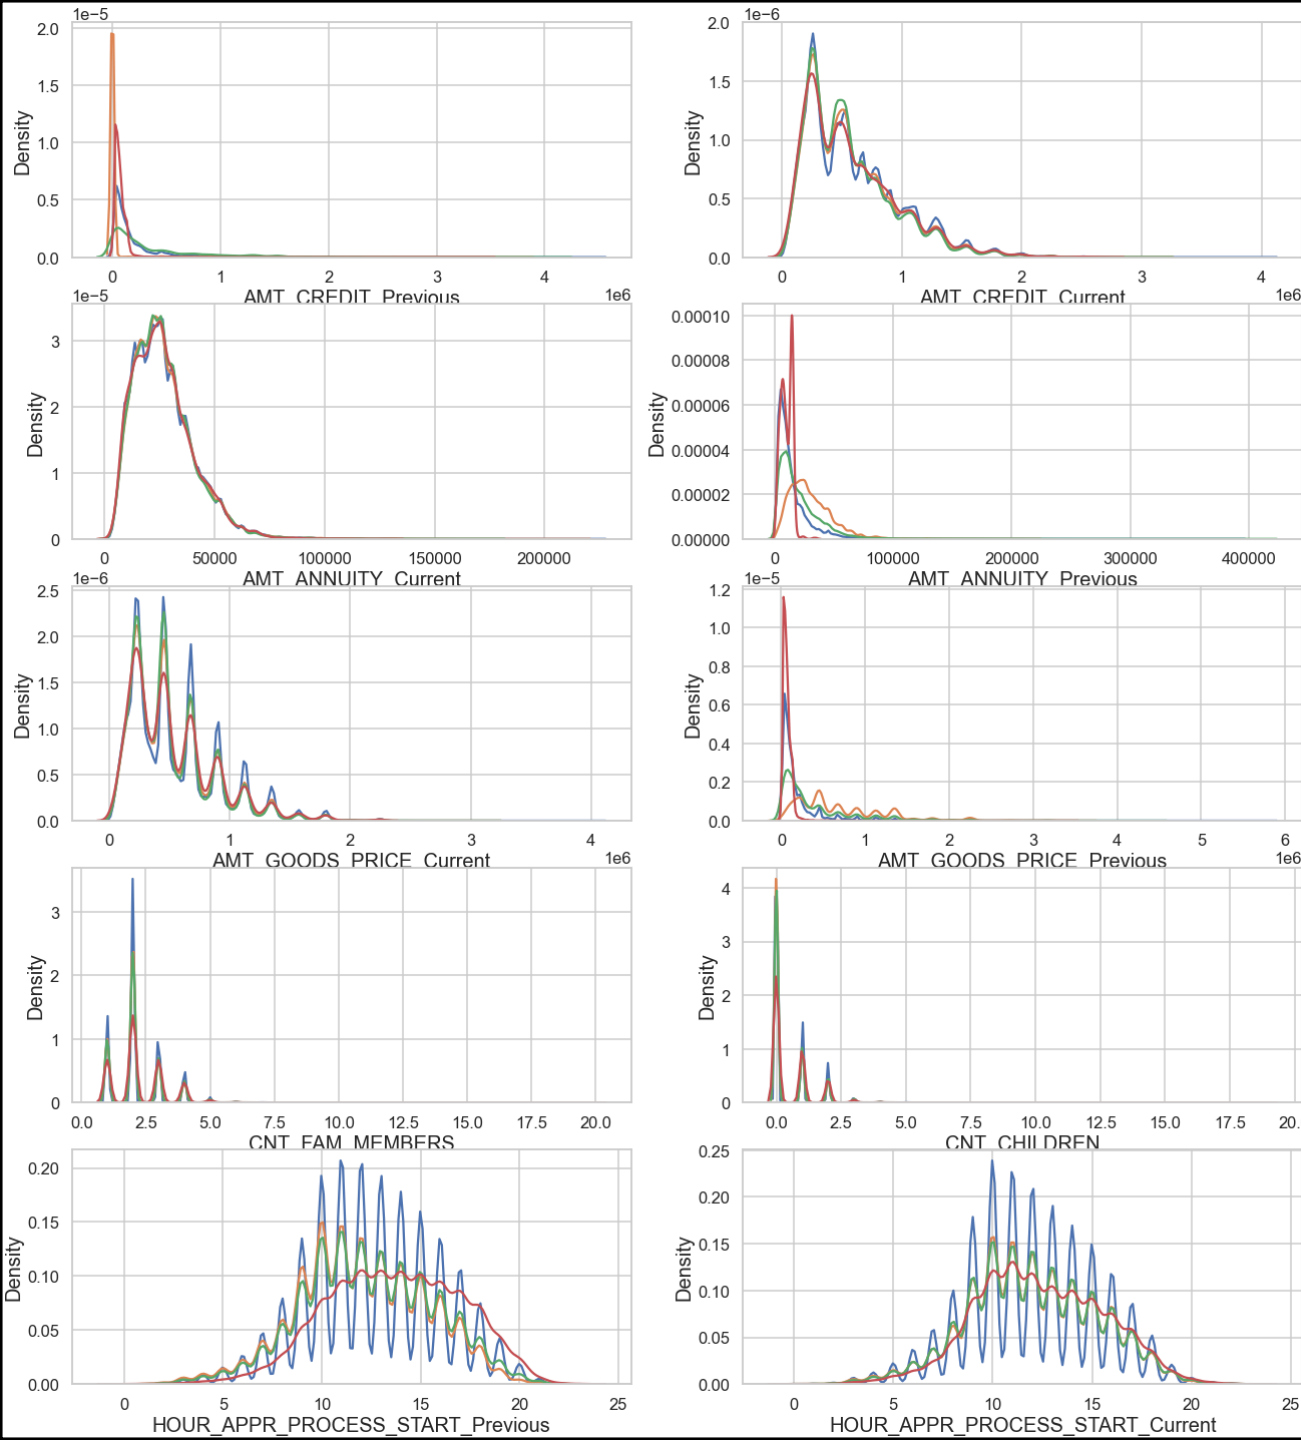 1e−5
2.0
1.5
1.0
0.5
0.0
Density
0 1 2 3 4
1e6
AMT_CREDIT_Previous
1e−6
2.0
1.5
1.0
0.5
0.0
Density
0 1 2 3 4
1e6
AMT_CREDIT_Current
1e−5
3
2
1
0
Density
0 50000 100000 150000 200000
AMT_ANNUITY_Current
0.00010
0.00008
0.00006
0.00004
0.00002
0.00000
Density
0 100000 200000 300000 400000
AMT_ANNUITY_Previous
1e−6
2.5
2.0
1.5
1.0
0.5
0.0
Density
0 1 2 3 4
1e6
AMT_GOODS_PRICE_Current
1e−5
1.2
1.0
0.8
0.6
0.4
0.2
0.0
Density
0 1 2 3 4 5 6
1e6
AMT_GOODS_PRICE_Previous
3
2
1
0
Density
0.0 2.5 5.0 7.5 10.0 12.5 15.0 17.5 20.0
CNT_FAM_MEMBERS
4
3
2
1
0
Density
0.0 2.5 5.0 7.5 10.0 12.5 15.0 17.5 20.
CNT_CHILDREN
0.20
0.15
0.10
0.05
0.00
Density
0 5 10 15 20 25
HOUR_APPR_PROCESS_START_Previous
0.25
0.20
0.15
0.10
0.05
0.00
Density
0 5 10 15 20 25
HOUR_APPR_PROCESS_START_Current